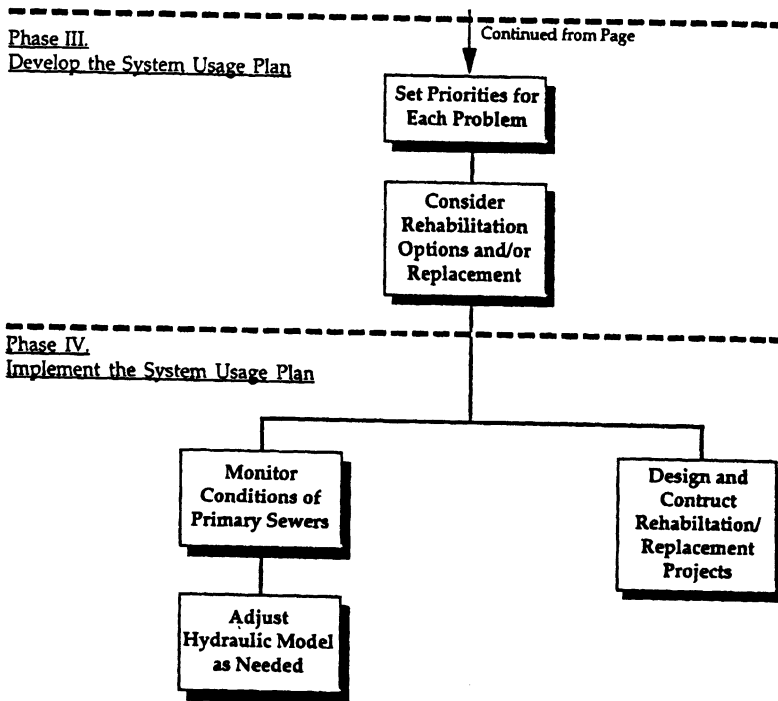 Continued from Page
Phase III.
Develop the System Usage Plan
Set Priorities for
Each Problem
Consider
Rehabilitation
Options and/or
Replacement
Phase IV.
Implement the System Usage Plan
Monitor
Conditions of
Primary Sewers
Design and
Contruct
Rehabiltation/
Replacement
Projects
Adjust
Hydraulic Model
as Needed